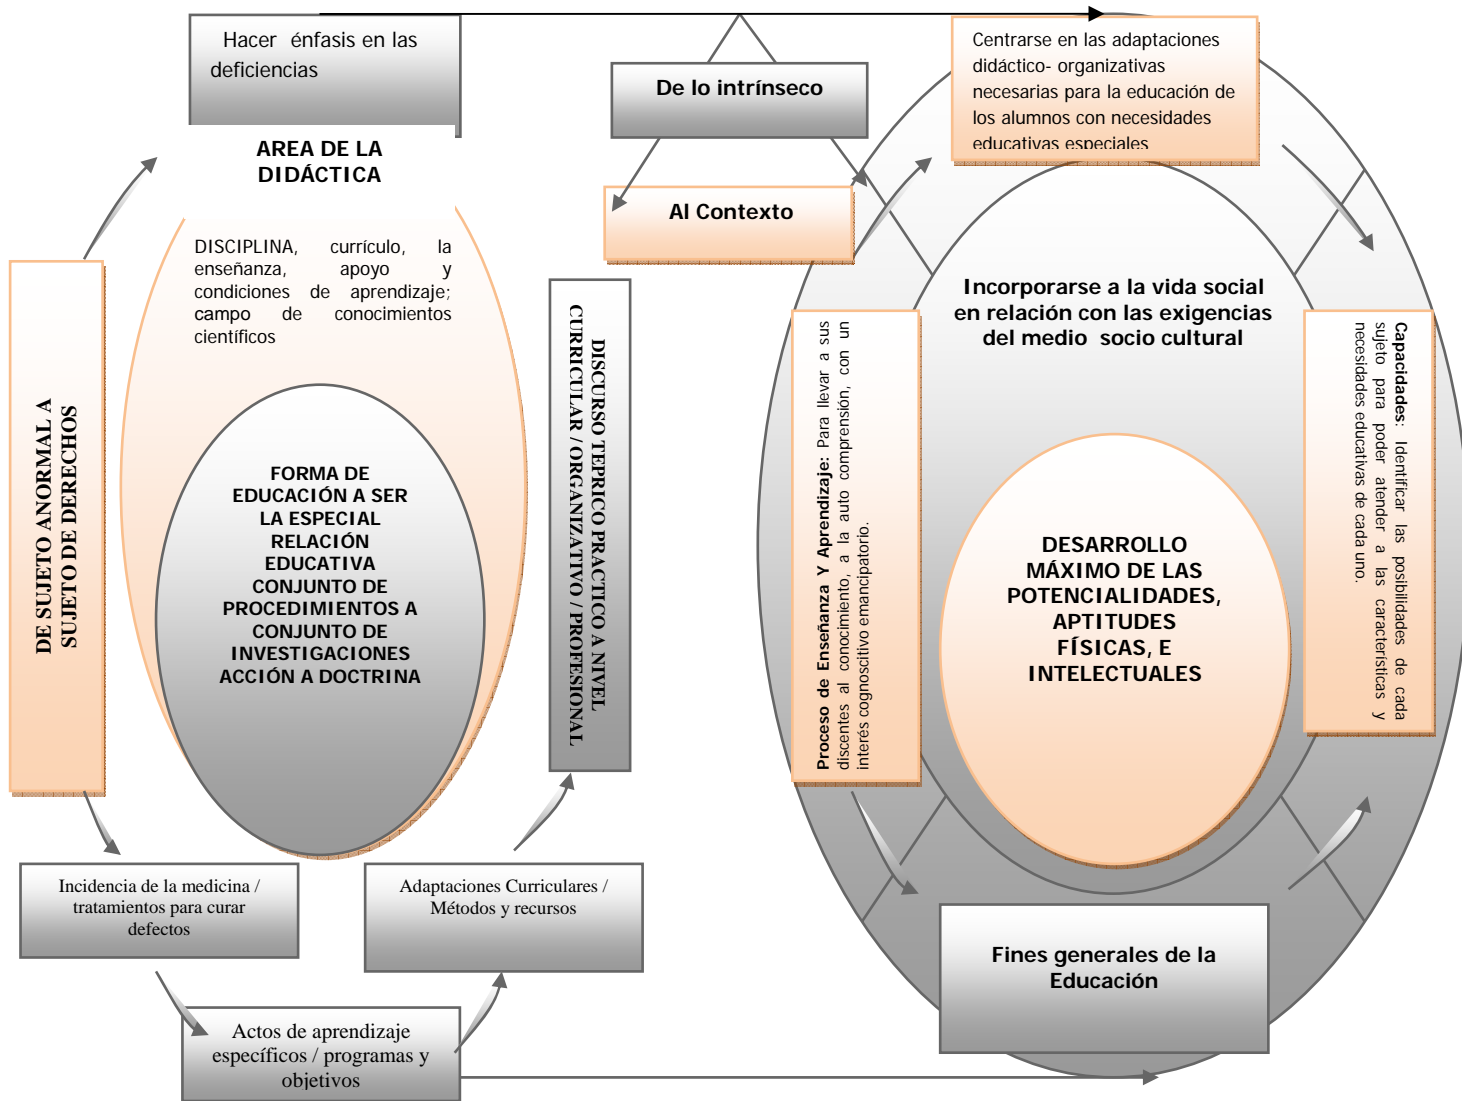 Hacer énfasis en las
deficiencias
De lo intrínseco
Al Contexto
Centrarse en las adaptaciones
didáctico- organizativas
necesarias para la educación de
los alumnos con necesidades
educativas especiales
AREA DE LA
DIDÁCTICA
DISCIPLINA, currículo, la
enseñanza, apoyo y
condiciones de aprendizaje;
campo de conocimientos
científicos
DE SUJETO ANORMAL A
SUJETO DE DERECHOS
FORMA DE
EDUCACIÓN A SER
LA ESPECIAL
RELACIÓN
EDUCATIVA
CONJUNTO DE
PROCEDIMIENTOS A
CONJUNTO DE
INVESTIGACIONES
ACCIÓN A DOCTRINA
DISCURSO TEPRICO PRACTICO A NIVEL
CURRICULAR / ORGANIZATIVO / PROFESIONAL
Incidencia de la medicina /
tratamientos para curar
defectos
Adaptaciones Curriculares /
Métodos y recursos
Actos de aprendizaje
específicos / programas y
objetivos
Incorporarse a la vida social
en relación con las exigencias
del medio socio cultural
Proceso de Enseñanza Y Aprendizaje: Para llevar a sus
discentes al conocimiento, a la auto comprensión, con un
interés cognoscitivo emancipatorio.
DESARROLLO
MÁXIMO DE LAS
POTENCIALIDADES,
APTITUDES
FÍSICAS, E
INTELECTUALES
Capacidades: Identificar las posibilidades de cada
sujeto para poder atender a las características y
necesidades educativas de cada uno.
Fines generales de la
Educación